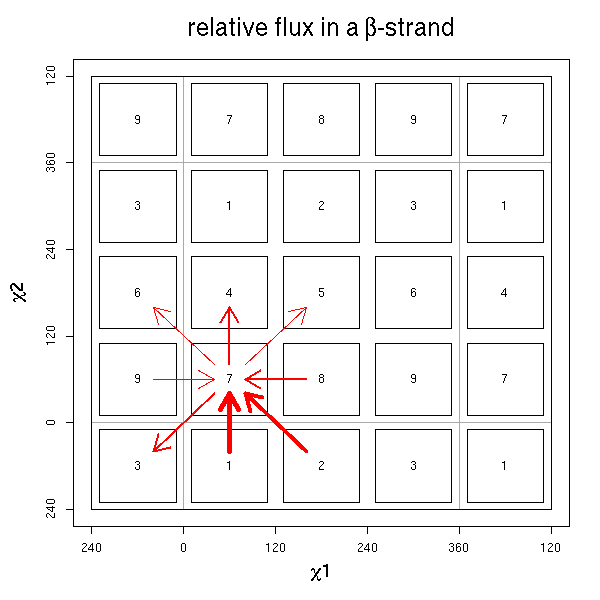 relative flux in a β-strand
120
9 7 8 9 7
360
3 1 2 3 1
240
6 4 5 6 4
120
χ2
9 7 8 9 7
0
3 1 2 3 1
240
240 0 120 240 360 120
χ1